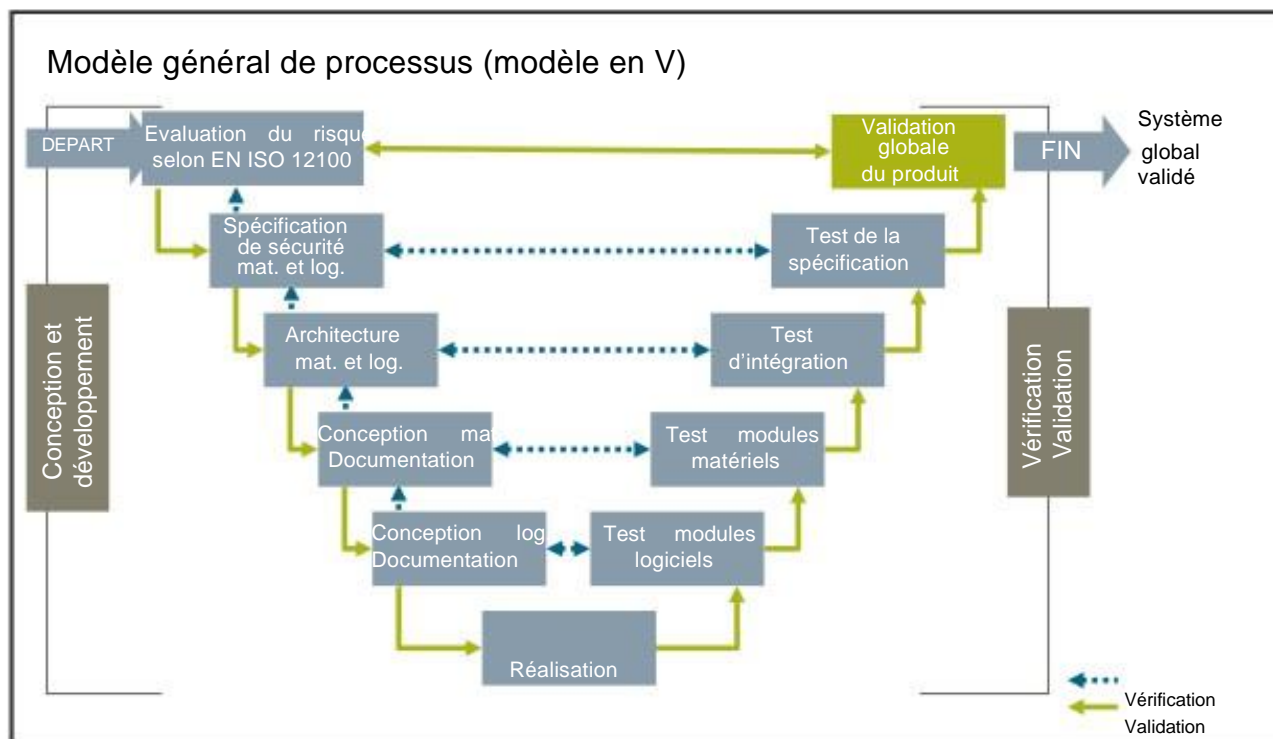 Modèle général de processus (modèle en V)
DEPART
Evaluation du risque
selon EN ISO 12100
Validation
globale
du produit
FIN
Système
global
validé
Spécification
de sécurité
mat. et log.
Test de la
spécification
Architecture
mat. et log.
Test
d'intégration
Conception et
développement
Vérification
Validation
Conception mat
Documentation
Test modules
matériels
Conception log
Documentation
Test modules
logiciels
Réalisation
Vérification
Validation